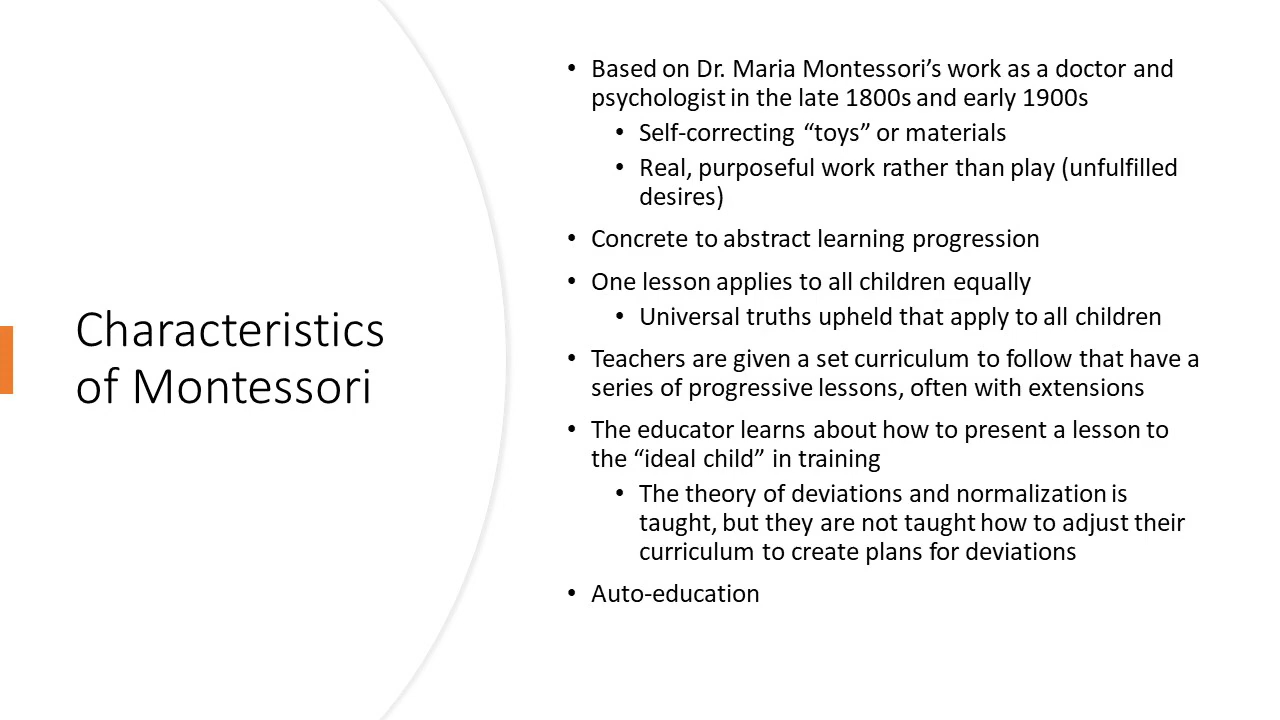 Characteristics
of Montessori
• Based on Dr. Maria Montessori’s work as a doctor and
psychologist in the late 1800s and early 1900s
• Self-correcting “toys” or materials
• Real, purposeful work rather than play (unfulfilled
desires)
• Concrete to abstract learning progression
• One lesson applies to all children equally
• Universal truths upheld that apply to all children
• Teachers are given a set curriculum to follow that have a
series of progressive lessons, often with extensions
• The educator learns about how to present a lesson to
the “ideal child” in training
• The theory of deviations and normalization is
taught, but they are not taught how to adjust their
curriculum to create plans for deviations
• Auto-education